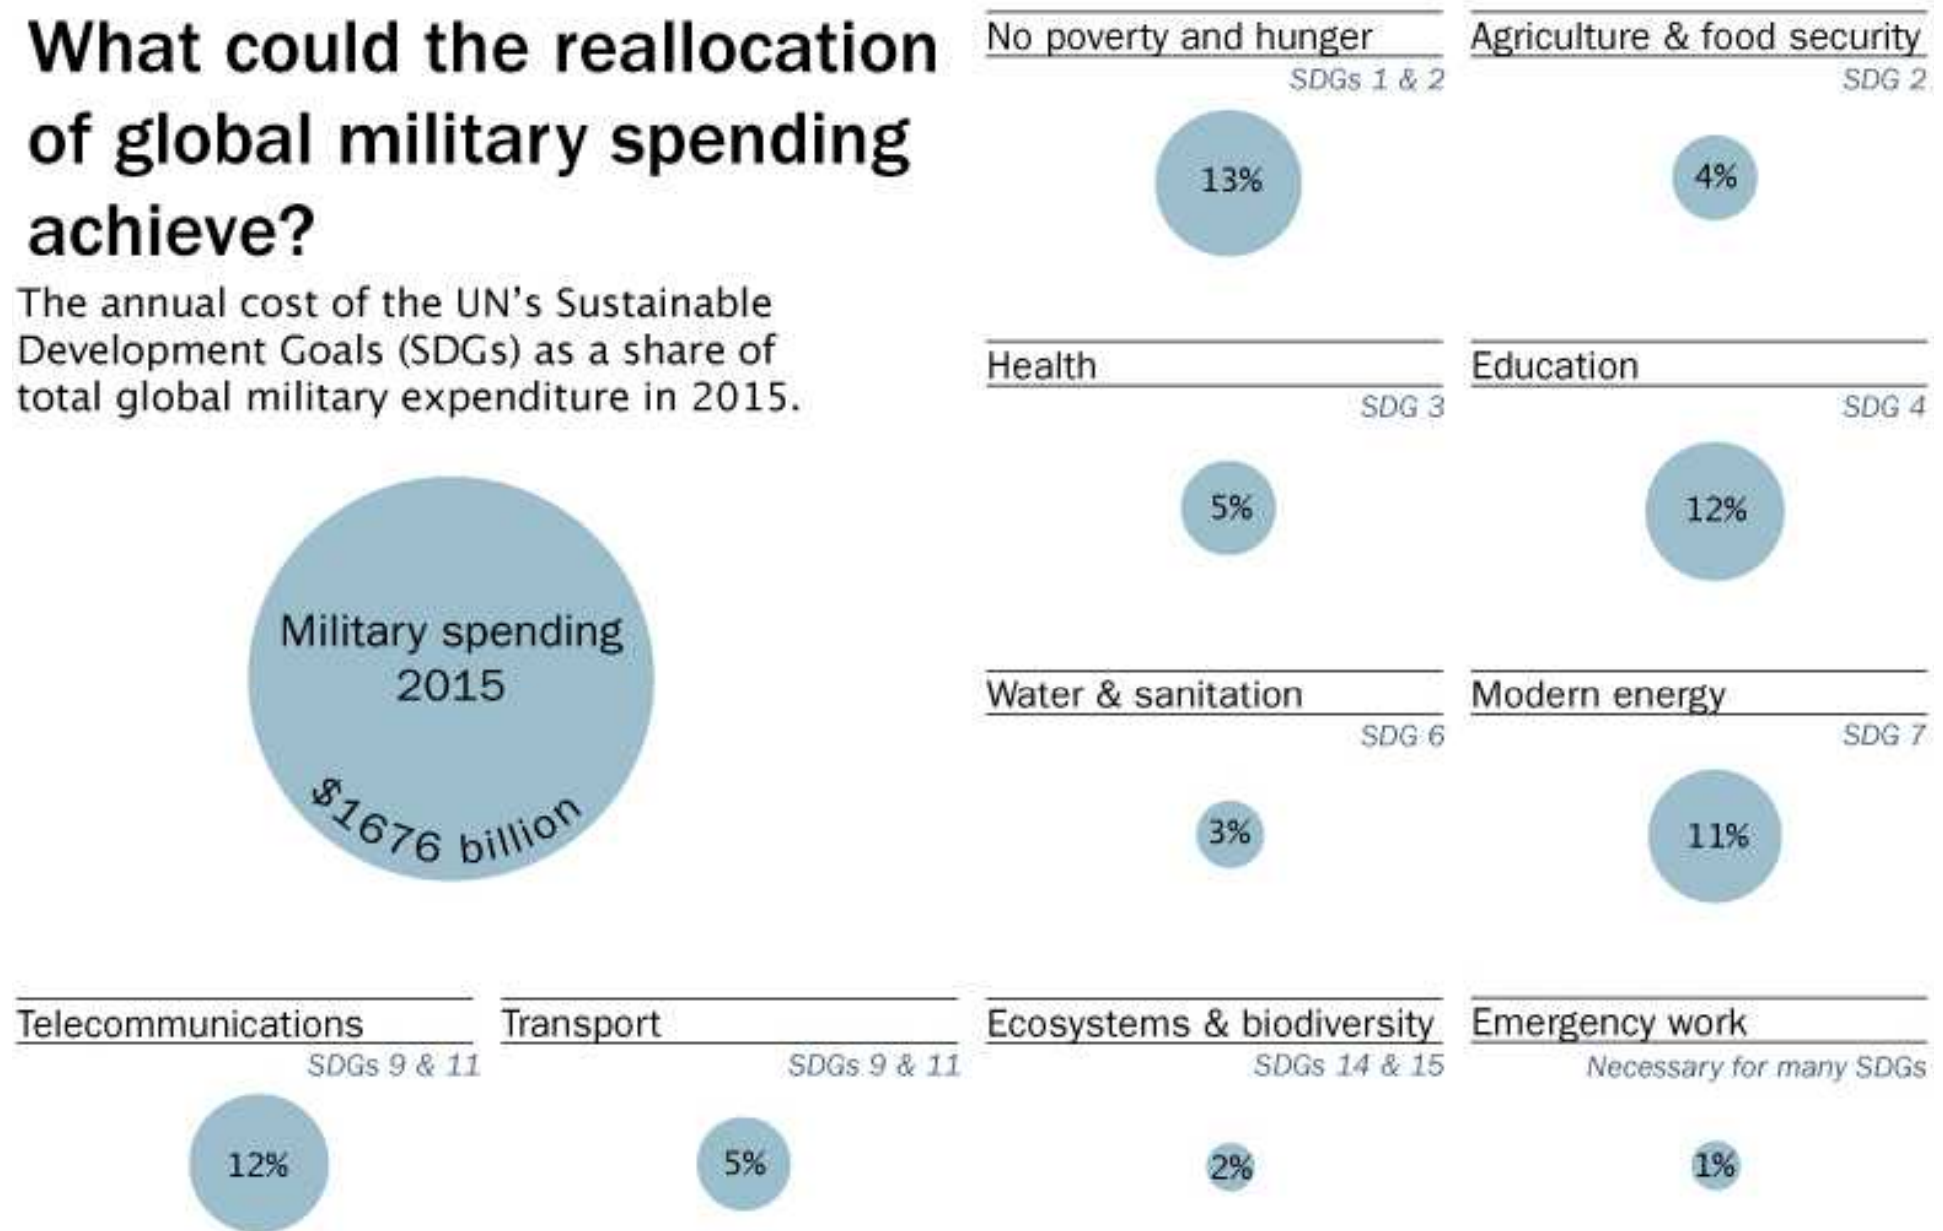 What could the reallocation
of global military spending
achieve?
The annual cost of the UN's Sustainable
Development Goals (SDGs) as a share of
total global military expenditure in 2015.
Military spending
2015
$1676 billion
No poverty and hunger
SDGs 1 & 2
13%
Agriculture & food security
SDG 2
4%
Health
SDG 3
5%
Education
SDG 4
12%
Water & sanitation
SDG 6
3%
Modern energy
SDG 7
11%
Telecommunications
SDGs 9 & 11
12%
Transport
SDGs 9 & 11
5%
Ecosystems & biodiversity
SDGs 14 & 15
2%
Emergency work
Necessary for many SDGs
1%